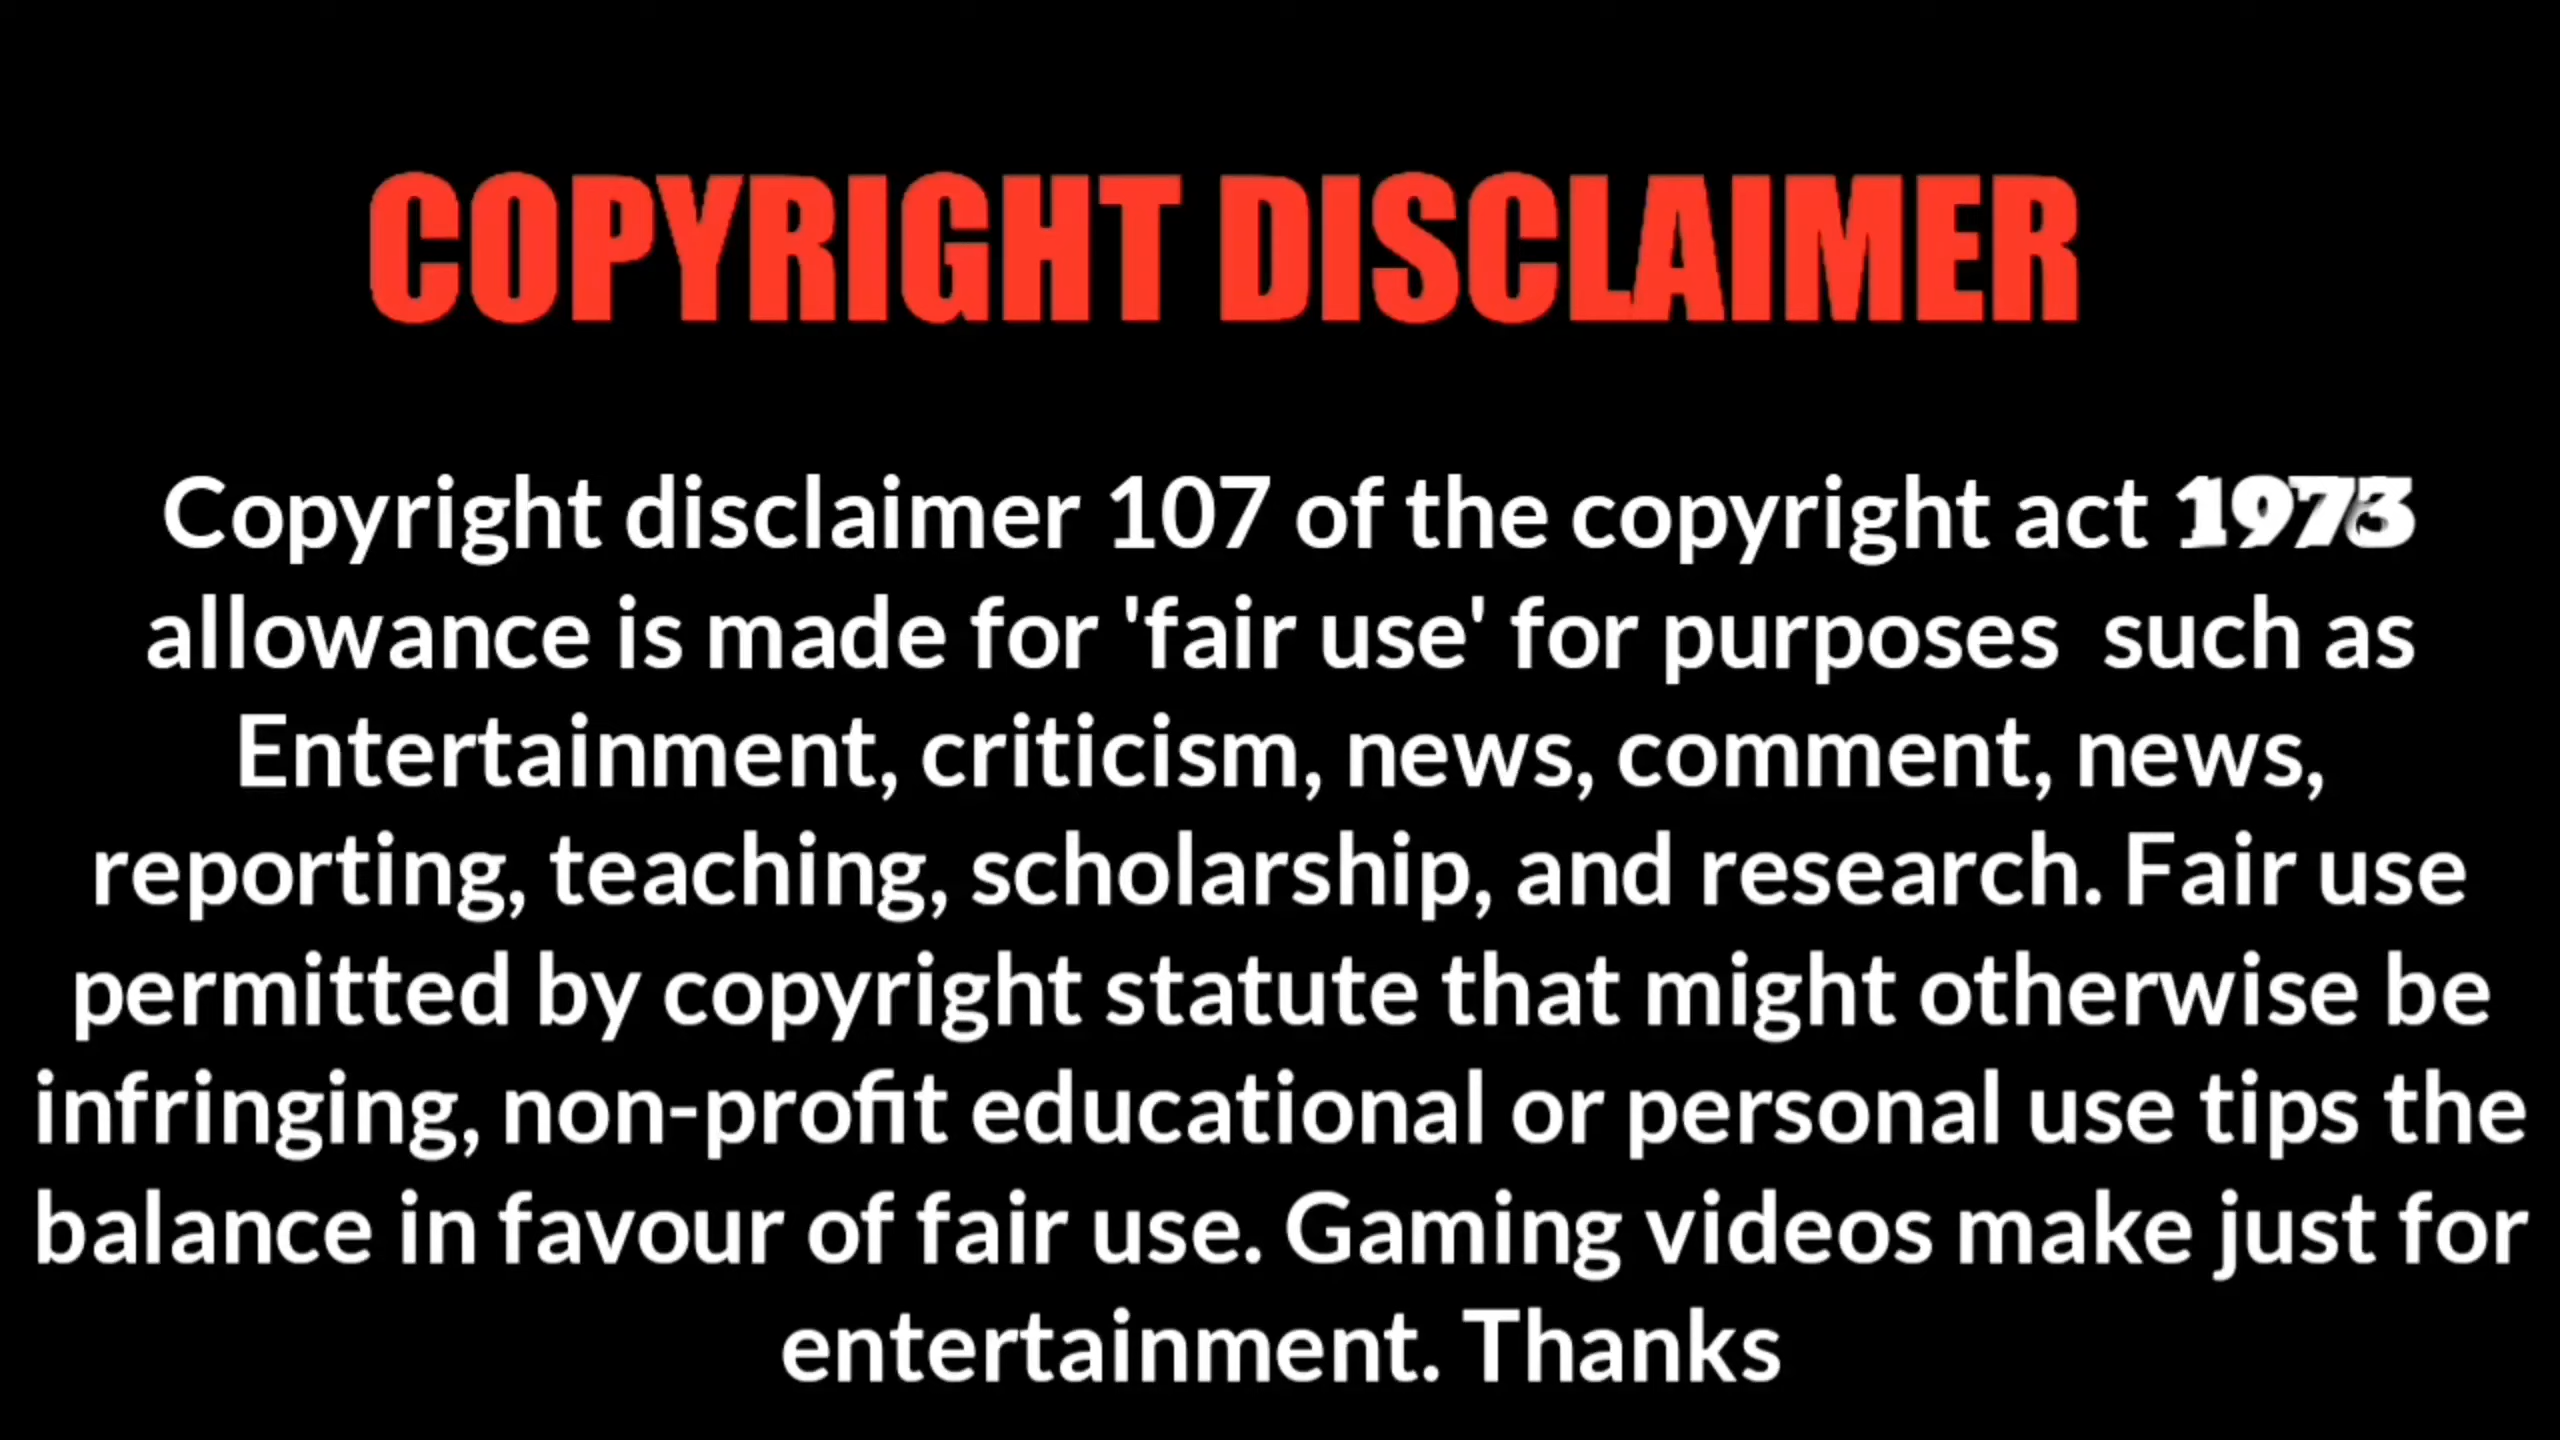 COPYRIGHT DISCLAIMER
Copyright disclaimer 107 of the copyright act 1973
allowance is made for 'fair use' for purposes  such as
Entertainment, criticism, news, comment, news,
reporting, teaching, scholarship, and research. Fair use
permitted by copyright statute that might otherwise be
infringing, non-profit educational or personal use tips the
balance in favour of fair use. Gaming videos make just for
entertainment. Thanks